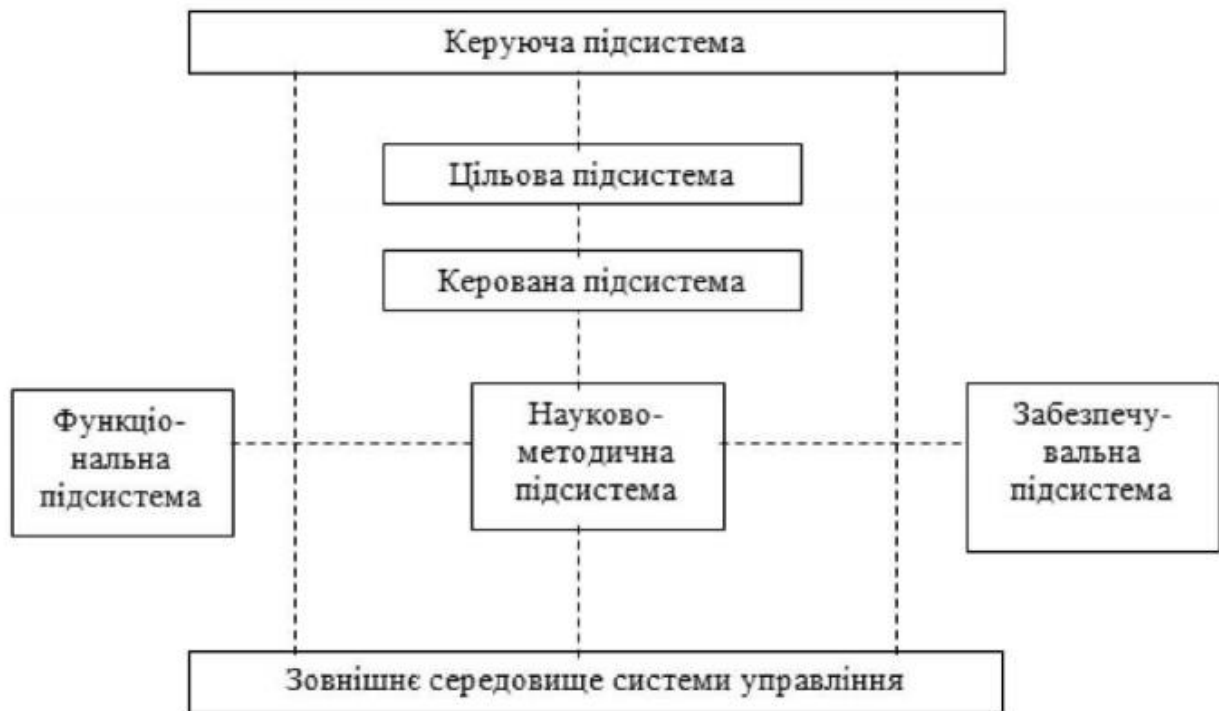 Керуюча підсистема
Цільова підсистема
Керована підсистема
Функціо-
нальна
підсистема
Науково-
методична
підсистема
Забезпечу-
вальна
підсистема
Зовнішнє середовище системи управління